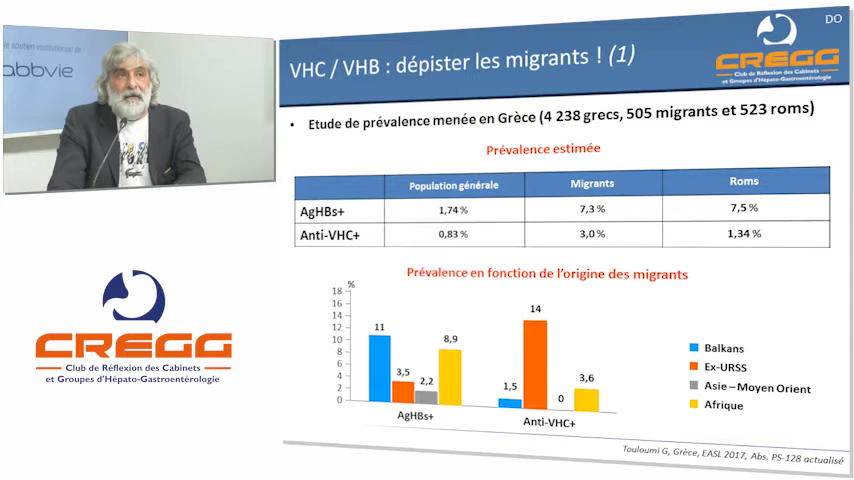 le soutien institutionnel de :
abbvie
CREGG
Club de Réflexion des Cabinets
et Groupes d'Hépato-Gastroentérologie
DO
VHC / VHB : dépister les migrants ! (1)
CREGG
Club de Réflexion des Cabinets
et Groupes d'Hépato-Gastroentérologie
• Etude de prévalence menée en Grèce (4 238 grecs, 505 migrants et 523 roms)
Prévalence estimée
Population générale Migrants Roms
AgHBs+ 1,74 % 7,3 % 7,5 %
Anti-VHC+ 0,83 % 3,0 % 1,34 %
Prévalence en fonction de l'origine des migrants
%
18
16
14
12
10
8
6
4
2
0
11 3,5 2,2 8,9
1,5 14 0 3,6
AgHBs+ Anti-VHC+
Balkans
Ex-URSS
Asie – Moyen Orient
Afrique
Touloumi G, Grèce, EASL 2017, Abs. PS-128 actualisé